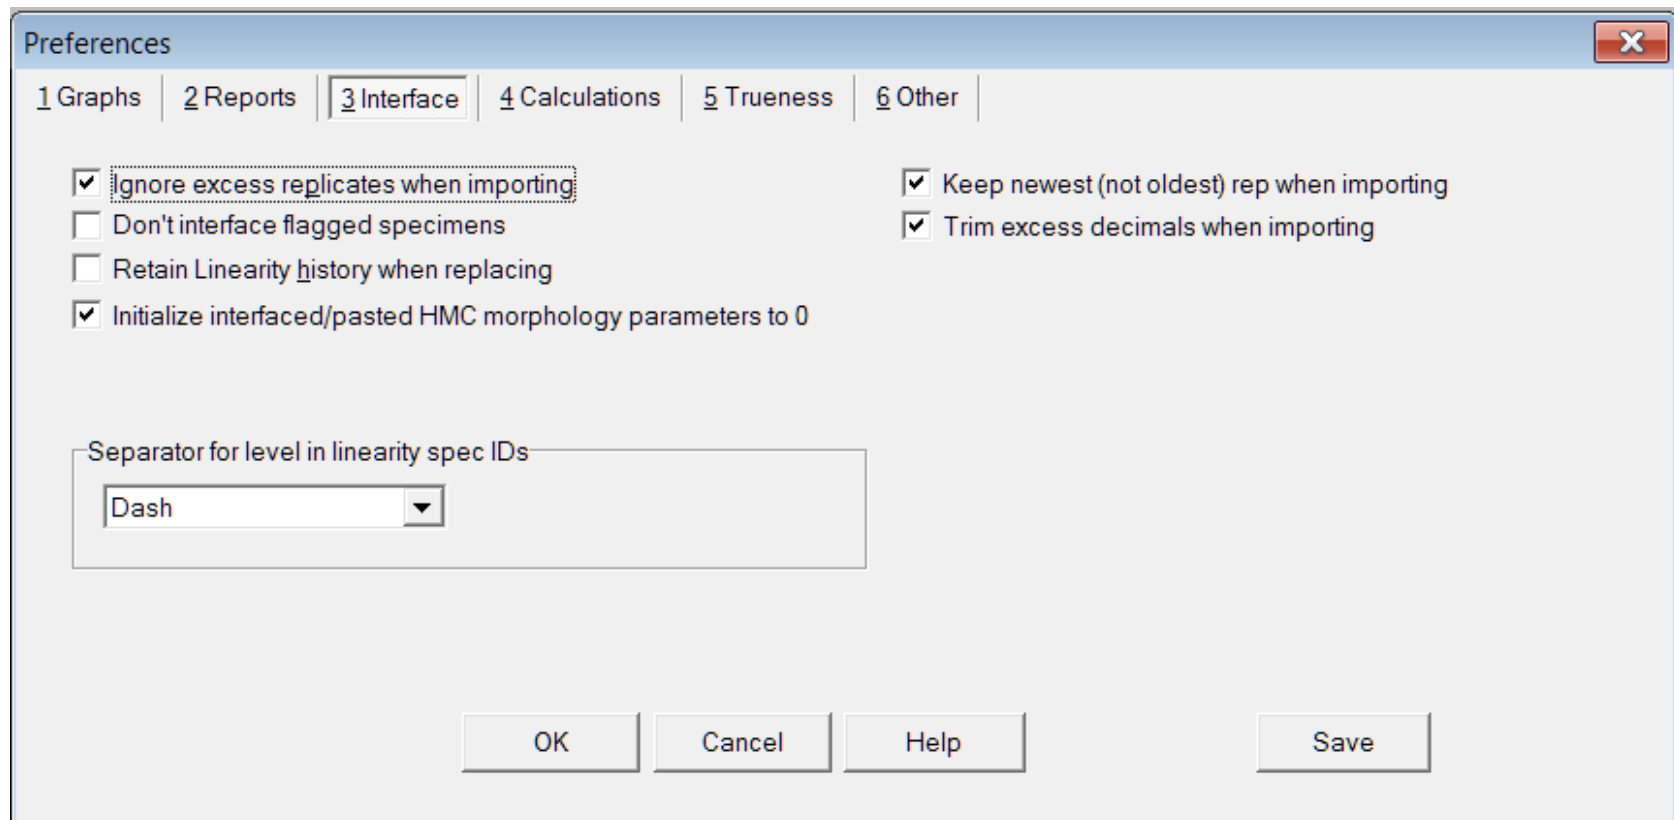 Preferences
1 Graphs 2 Reports 3 Interface 4 Calculations 5 Trueness 6 Other
Ignore excess replicates when importing
Don't interface flagged specimens
Retain Linearity history when replacing
Initialize interfaced/pasted HMC morphology parameters to 0
Keep newest (not oldest) rep when importing
Trim excess decimals when importing
Separator for level in linearity spec IDs
Dash
OK Cancel Help Save